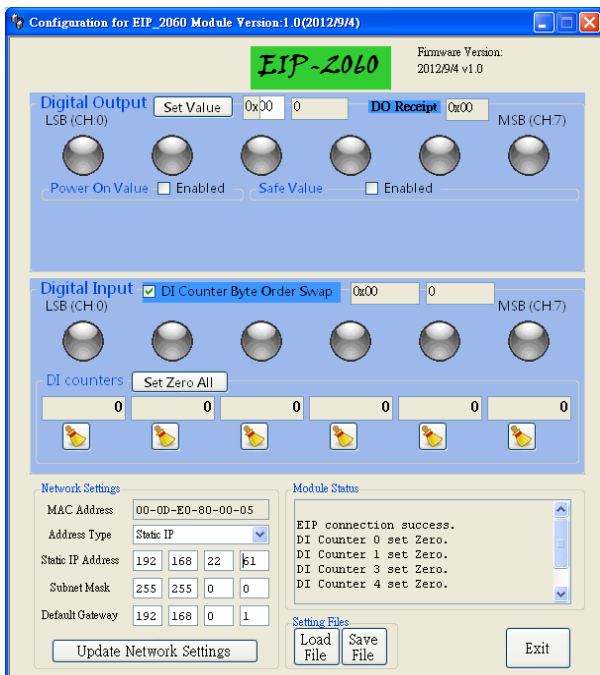 Configuration for EIP_2060 Module Version:1.0(2012/9/4)
EIP-2060
Firmware Version:
2012/9/4 v1.0
Digital Output Set Value 0x00 0 DO Receipt 0x00
LSB (CH:0) MSB (CH:7)
Power On Value Enabled Safe Value Enabled
Digital Input DI Counter Byte Order Swap 0x00 0
LSB (CH:0) MSB (CH:7)
DI counters Set Zero All
0 0 0 0 0 0
Network Settings
MAC Address 00-0D-E0-80-00-05
Address Type Static IP
Static IP Address 192 168 22 61
Subnet Mask 255 255 0 0
Default Gateway 192 168 0 1
Update Network Settings
Module Status
EIP connection success.
DI Counter 0 set Zero.
DI Counter 1 set Zero.
DI Counter 3 set Zero.
DI Counter 4 set Zero.
Setting Files
Load File
Save File
Exit